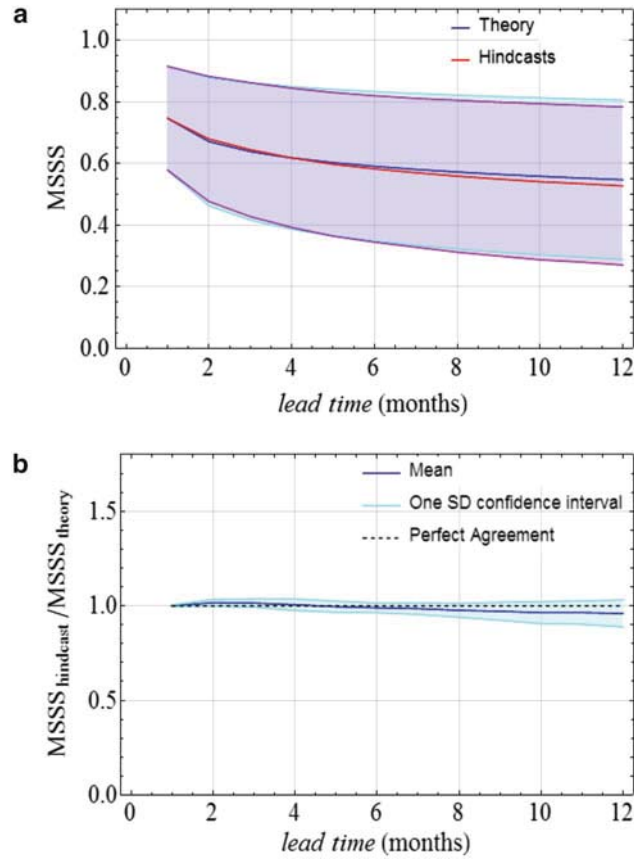 a
Theory
Hindcasts
MSSS
1.0
0.8
0.6
0.4
0.2
0.0
0 2 4 6 8 10 12
lead time (months)
b
Mean
One SD confidence interval
Perfect Agreement
MSSS hindcast /MSSS theory
1.5
1.0
0.5
0.0
0 2 4 6 8 10 12
lead time (months)